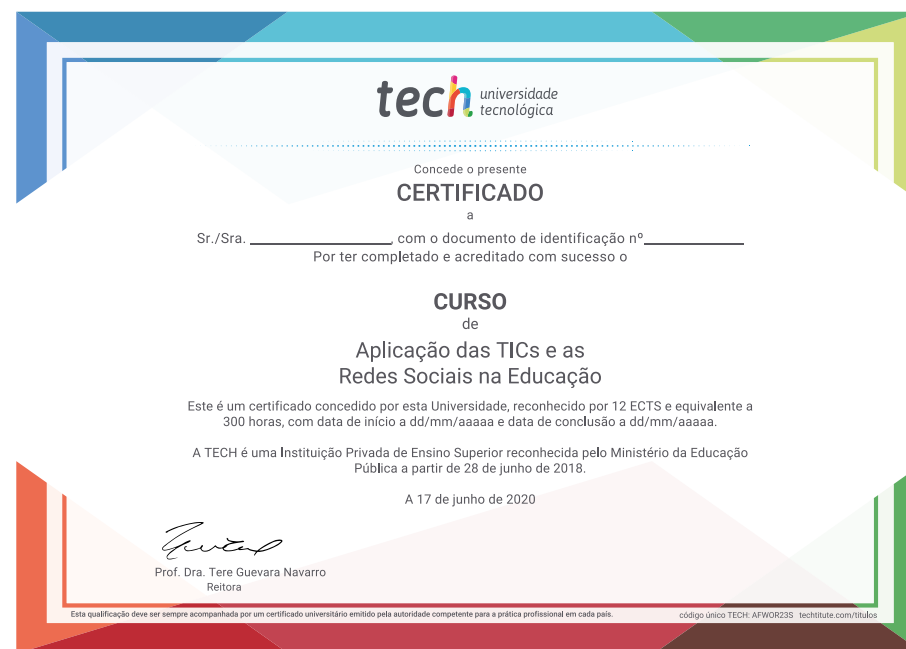 tech universidade
tecnológica
Concede o presente
CERTIFICADO
a
Sr./Sra. _________________, com o documento de identificação nº____________
Por ter completado e acreditado com sucesso o
CURSO
de
Aplicação das TICs e as
Redes Sociais na Educação
Este é um certificado concedido por esta Universidade, reconhecido por 12 ECTS e equivalente a
300 horas, com data de início a dd/mm/aaaaa e data de conclusão a dd/mm/aaaaa.
A TECH é uma Instituição Privada de Ensino Superior reconhecida pelo Ministério da Educação
Pública a partir de 28 de junho de 2018.
A 17 de junho de 2020
Prof. Dra. Tere Guevara Navarro
Reitora
Esta qualificação deve ser sempre acompanhada por um certificado universitário emitido pela autoridade competente para a prática profissional em cada país.
código único TECH: AFWOR23S techtitute.com/titulos